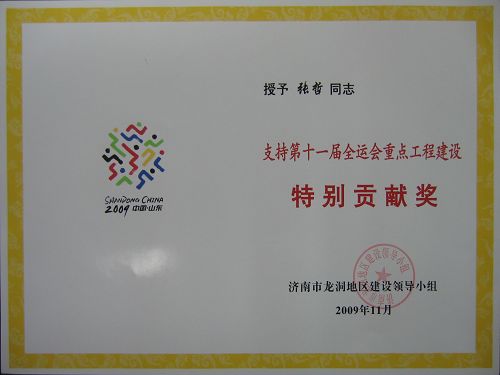 授予 张哲 同志
支持第十一届全运会重点工程建设
特别贡献奖
SHANDONG CHINA
2009 中国·山东
济南市龙洞地区建设领导小组
2009年11月